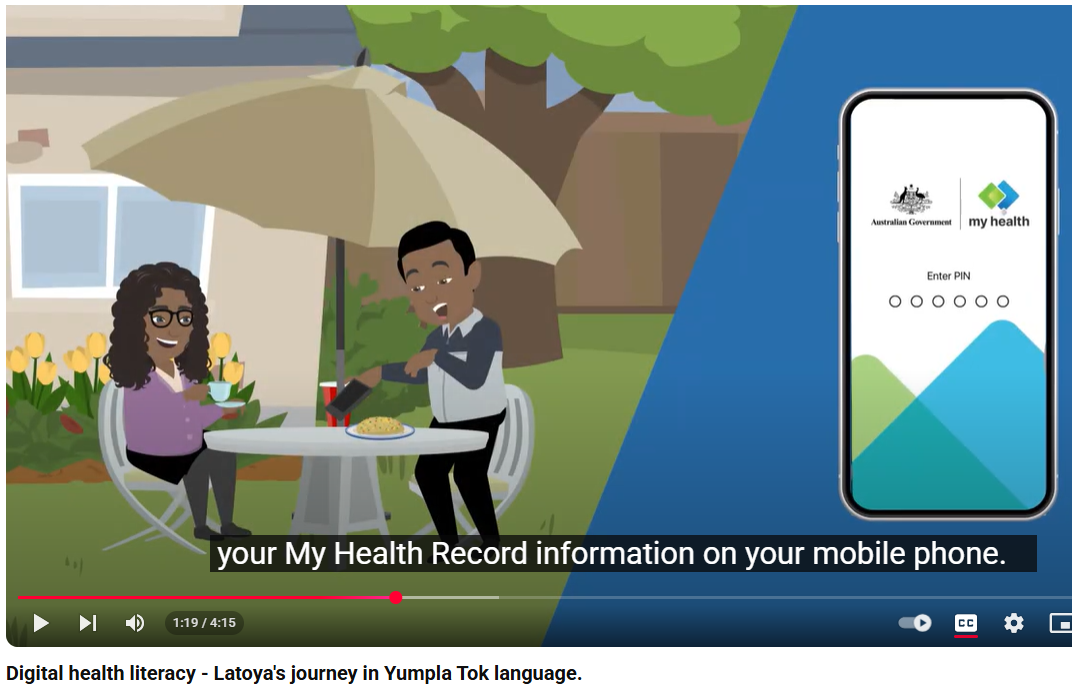 Australian Government
my health
Enter PIN
your My Health Record information on your mobile phone.
1:19 / 4:15
CC
Digital health literacy - Latoya's journey in Yumpla Tok language.